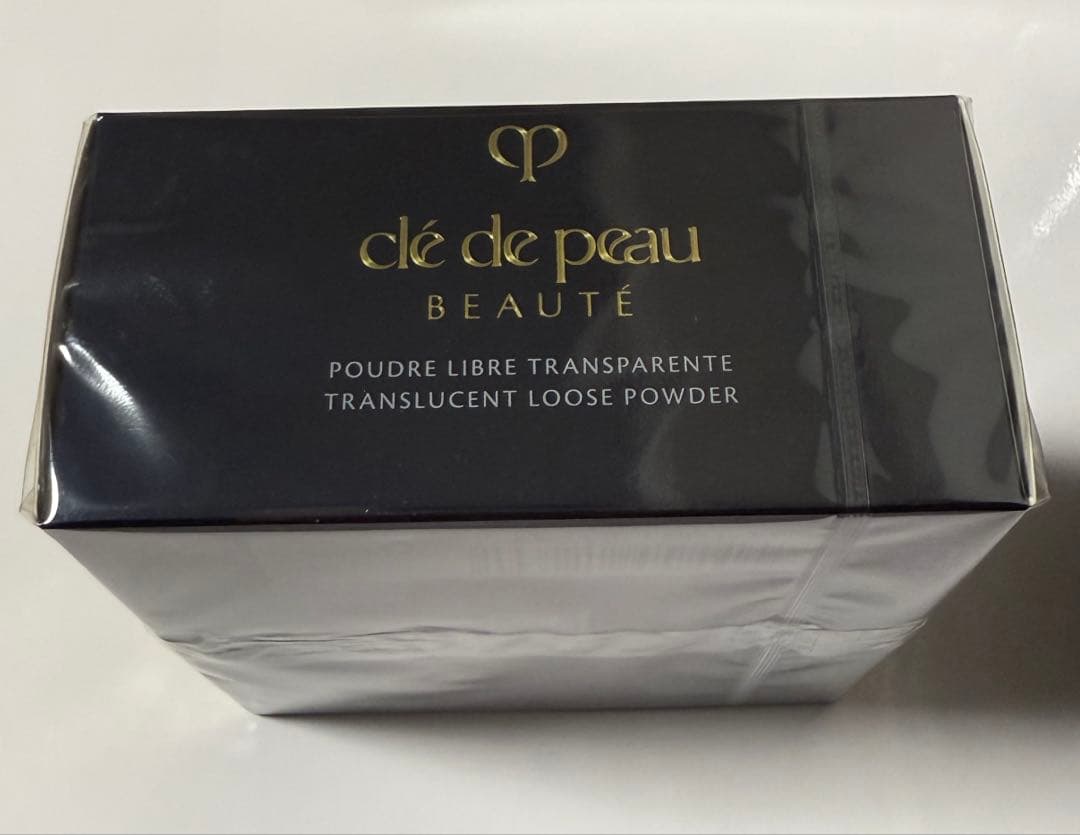 clé de peau
BEAUTÉ
POUDRE LIBRE TRANSPARENTE
TRANSLUCENT LOOSE POWDER